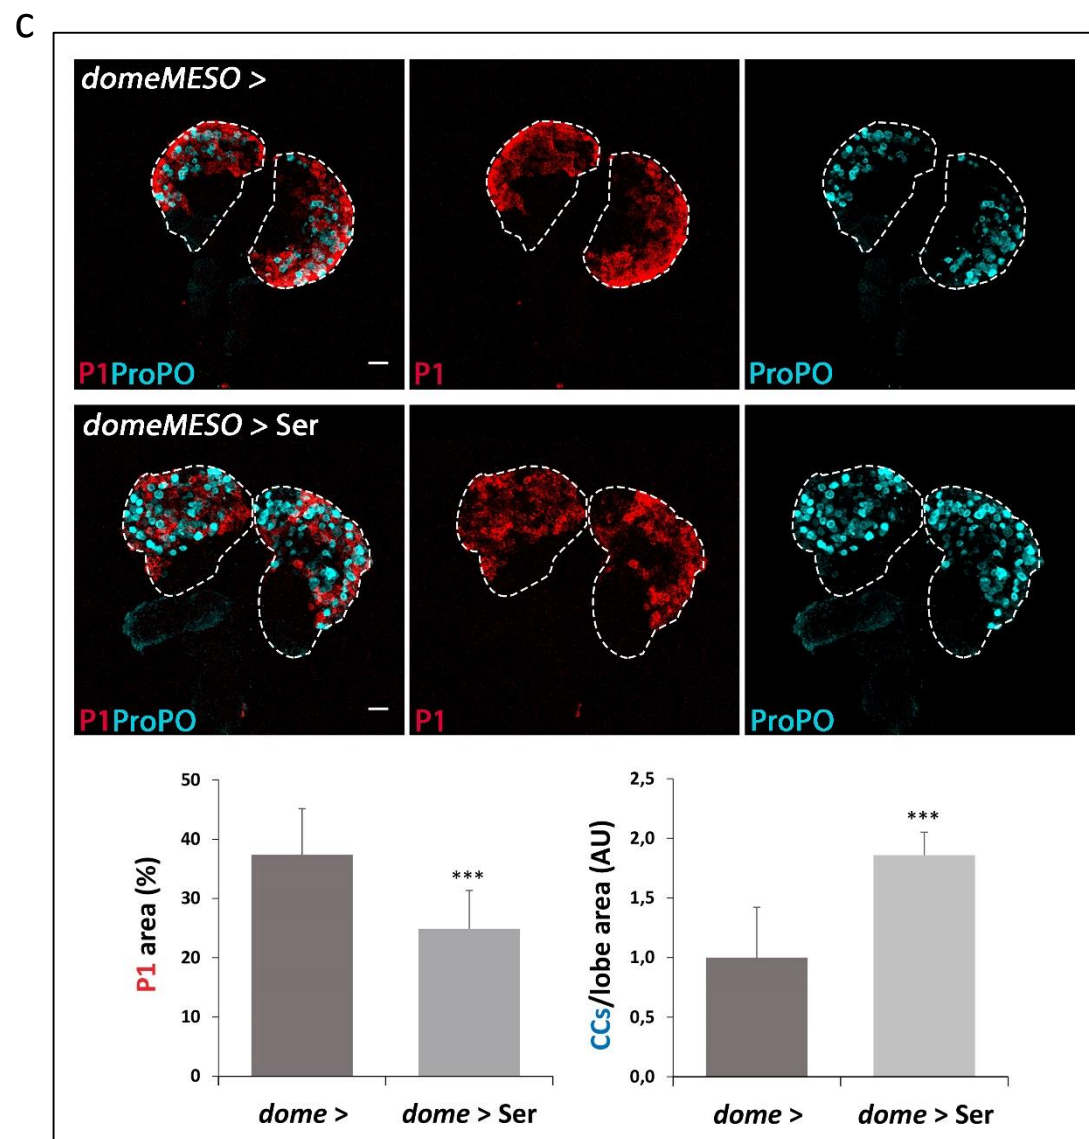 C
domeMESO >
P1ProPO
P1
ProPO
domeMESO > Ser
P1ProPO
P1
ProPO
50
40
30
20
10
0
P1 area (%)
***
dome >
dome > Ser
2,5
2,0
1,5
1,0
0,5
0,0
CCs/lobe area (AU)
***
dome >
dome > Ser